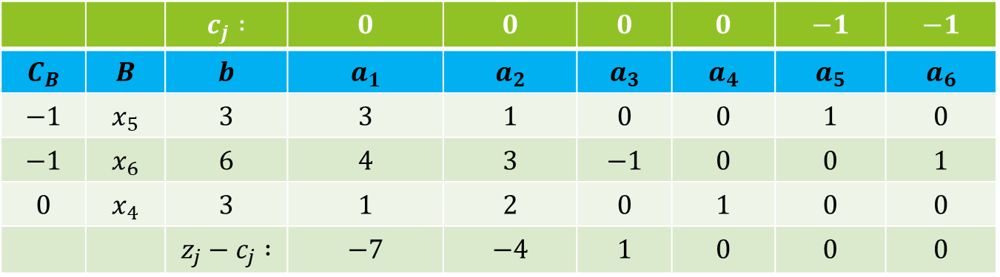 c_j : 0 0 0 0 −1 −1
C_B B b a_1 a_2 a_3 a_4 a_5 a_6
−1 x_5 3 3 1 0 0 1 0
−1 x_6 6 4 3 −1 0 0 1
0 x_4 3 1 2 0 1 0 0
z_j − c_j : −7 −4 1 0 0 0